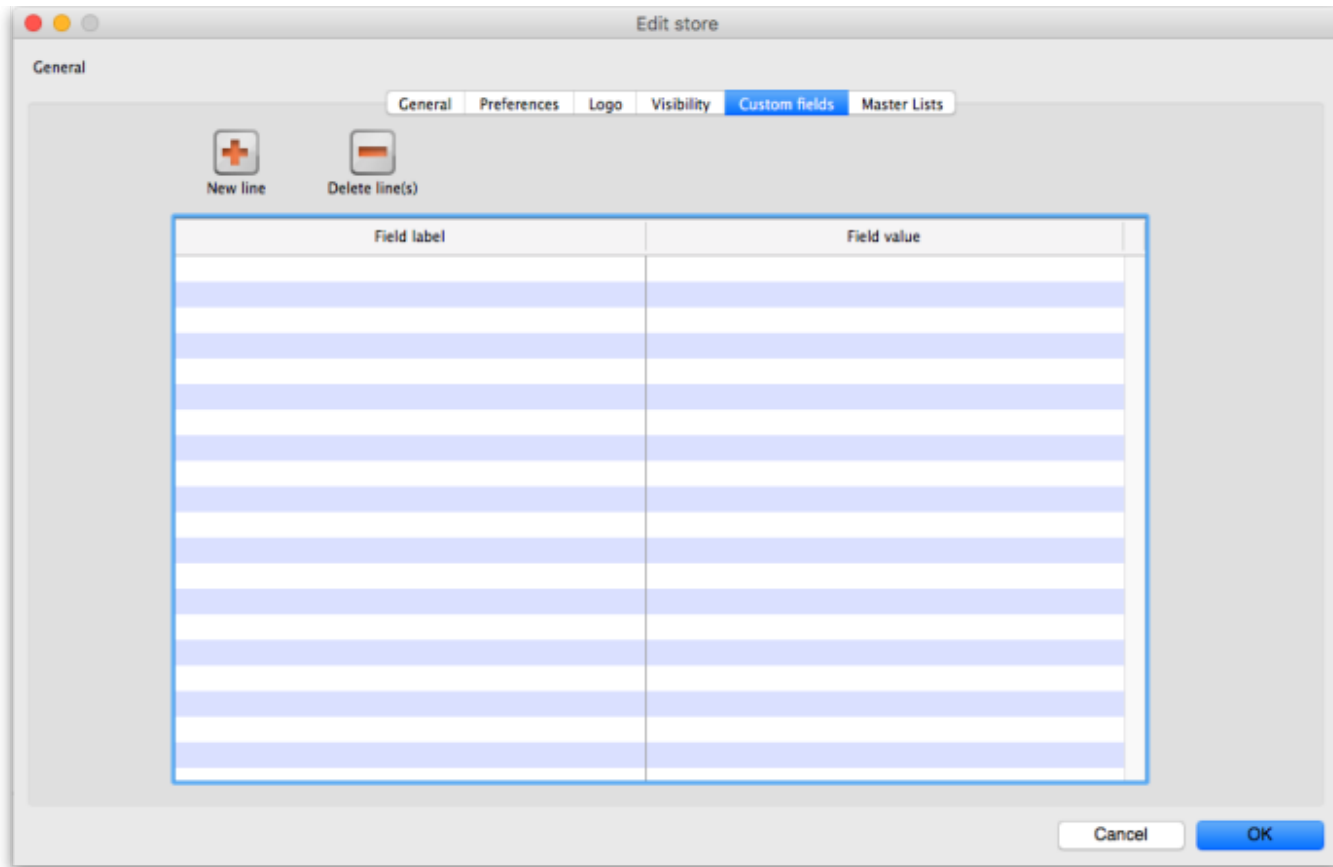 Edit store
General
General Preferences Logo Visibility Custom fields Master Lists
New line Delete line(s)
Field label Field value
Cancel OK